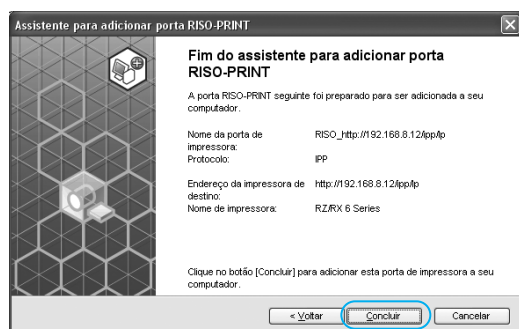 Assistente para adicionar porta RISO-PRINT
Fim do assistente para adicionar porta
RISO-PRINT
A porta RISO-PRINT seguinte foi preparado para ser adicionada a seu
computador.
Nome da porta de impressora: RISO_http://192.168.8.12/ipp/lp
Protocolo: IPP
Endereço da impressora de destino: http://192.168.8.12/ipp/lp
Nome de impressora: RZ/RX 6 Series
Clique no botão [Concluir] para adicionar esta porta de impressora a seu
computador.
« Voltar Concluir Cancelar